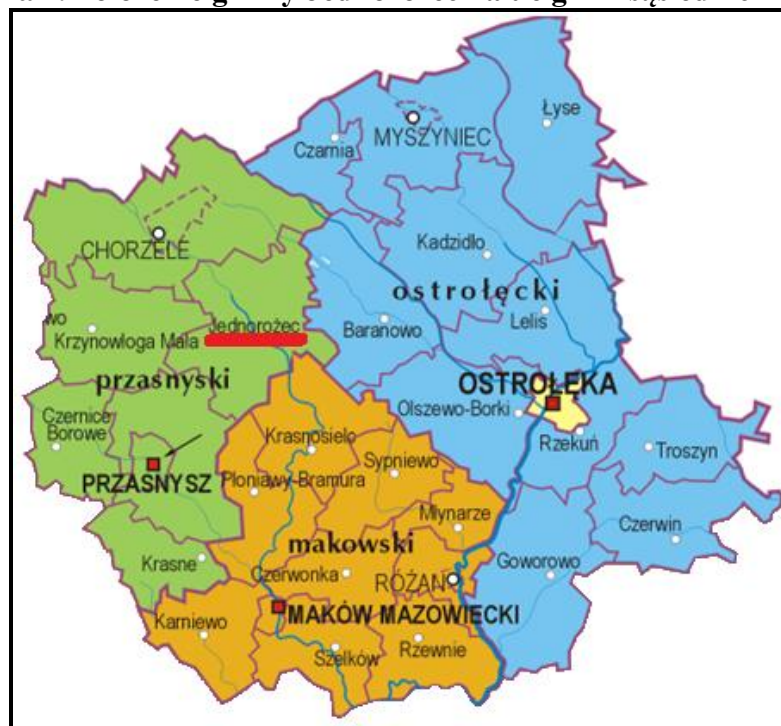 Łyse
MYSZYNIEC
Czarnia
CHORZELE
Kadzidło
ostrołęcki
Jednorożec
Baranowo
Lelis
wo
Krzynowłoga Mała
przasnyski
OSTROŁĘKA
Olszewo-Borki
Czernice
Borowe
Krasnosielc
Rzekuń
Troszyn
Sypniewo
PRZASNYSZ
Płoniawy-Bramura
Młynarze
Czerwin
makowski
Krasne
Czerwonka
RÓŻAN
Goworowo
MAKÓW MAZOWIECKI
Karniewo
Szelków
Rzewnie